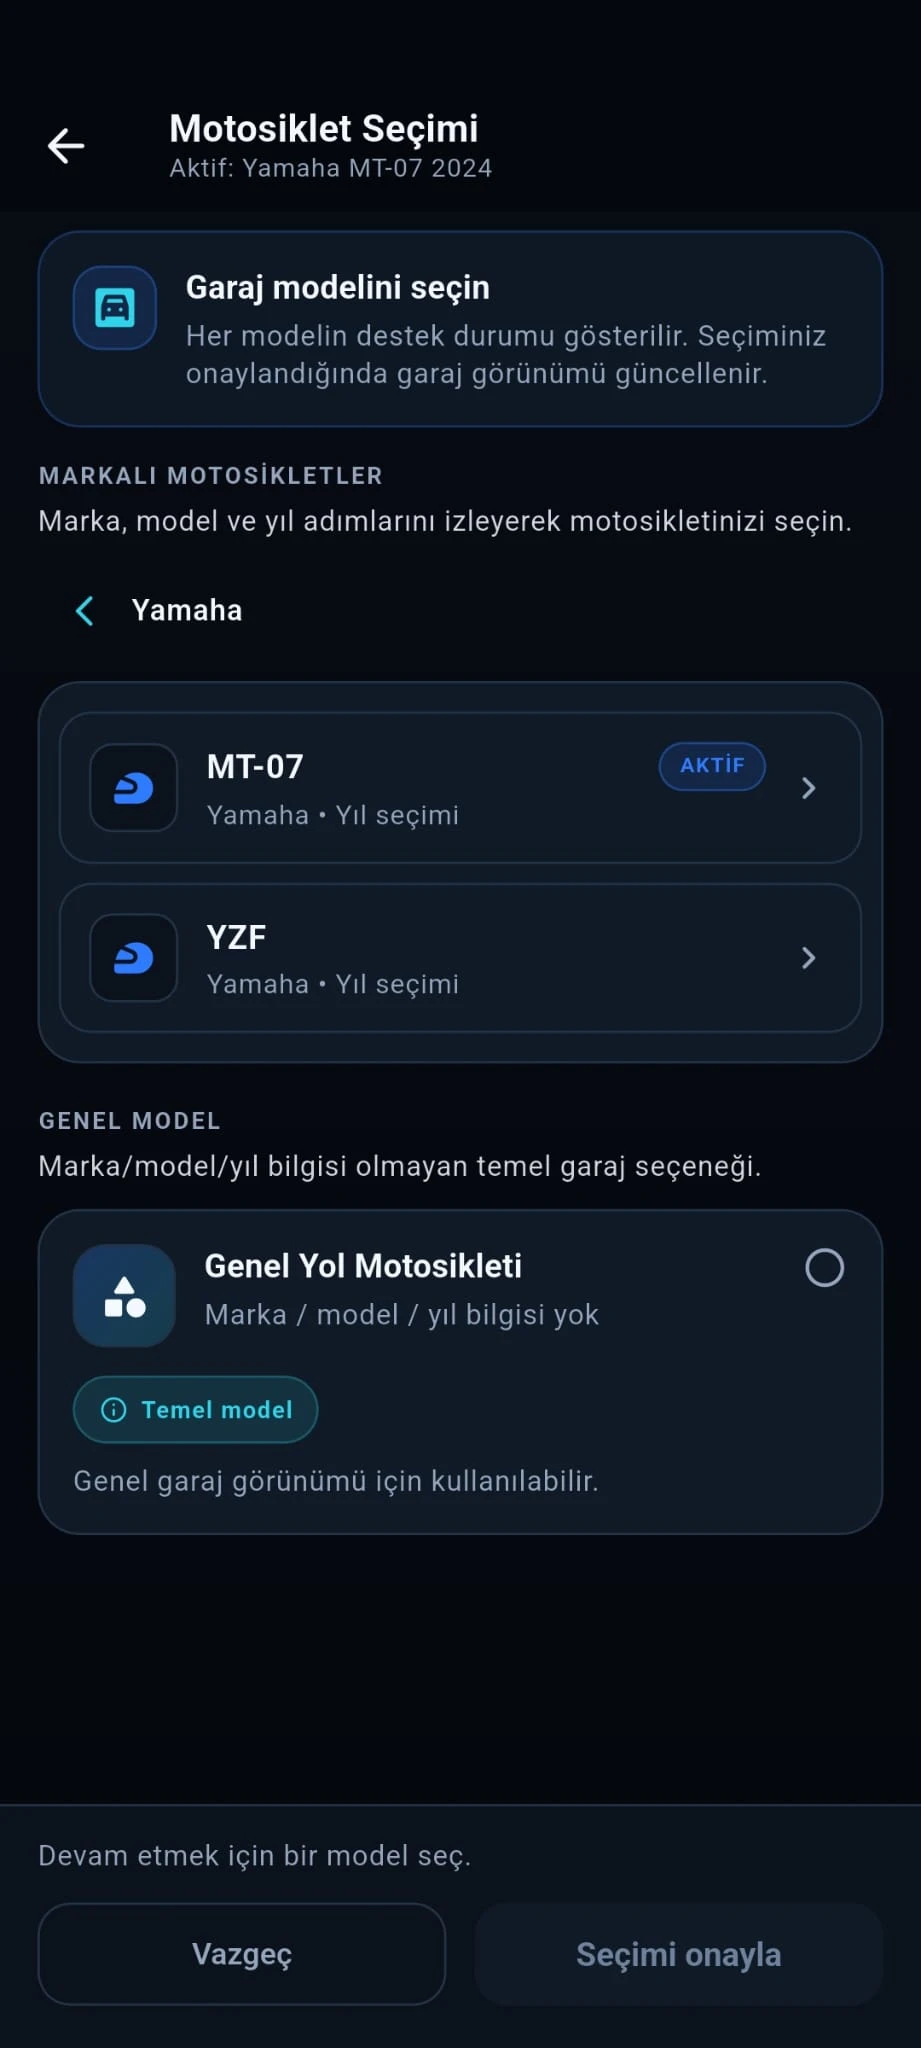 Motosiklet Seçimi
Aktif: Yamaha MT-07 2024
Garaj modelini seçin
Her modelin destek durumu gösterilir. Seçiminiz
onaylandığında garaj görünümü güncellenir.
MARKALI MOTOSİKLETLER
Marka, model ve yıl adımlarını izleyerek motosikletinizi seçin.
Yamaha
MT-07
AKTİF
Yamaha • Yıl seçimi
YZF
Yamaha • Yıl seçimi
GENEL MODEL
Marka/model/yıl bilgisi olmayan temel garaj seçeneği.
Genel Yol Motosikleti
Marka / model / yıl bilgisi yok
Temel model
Genel garaj görünümü için kullanılabilir.
Devam etmek için bir model seç.
Vazgeç
Seçimi onayla